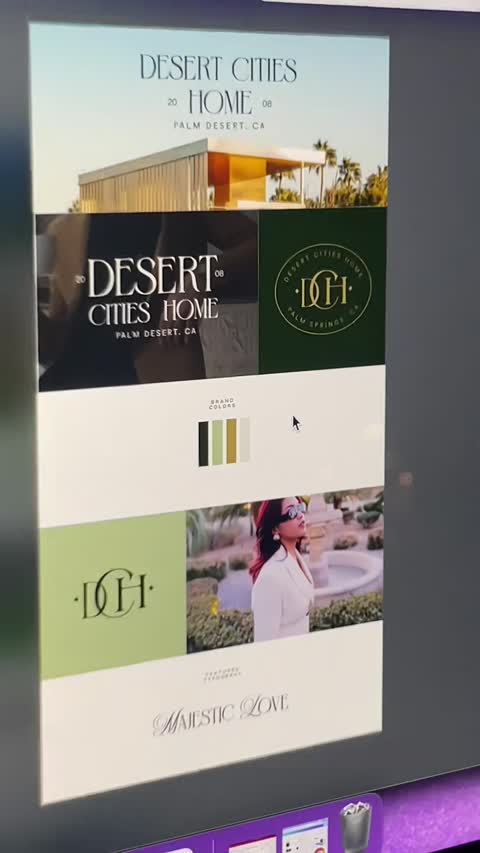 DESERT CITIES
20 HOME 08
PALM DESERT, CA
20 DESERT 08
CITIES HOME
PALM DESERT, CA
DESERT CITIES HOME
DCH
PALM SPRINGS, CA
BRAND
COLORS
DCH
FEATURED
TYPOGRAPHY
MAJESTIC LOVE